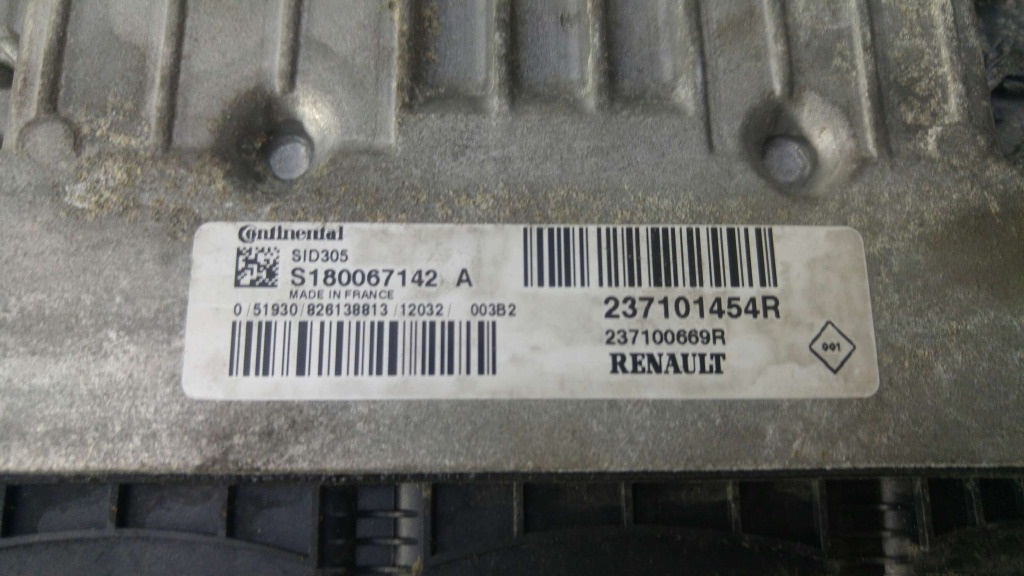 Continental
SID305
S180067142 A
MADE IN FRANCE
0/51930/826138813/12032/ 003B2
237101454R
237100669R
RENAULT
001